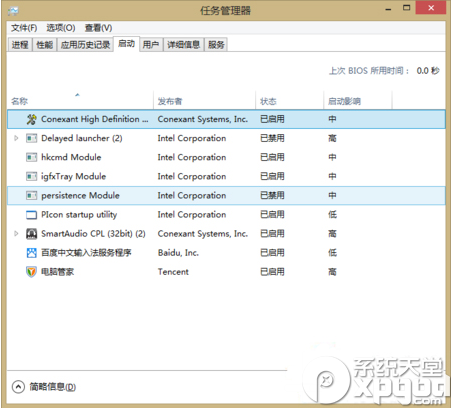 任务管理器
文件(F) 选项(O) 查看(V)
进程 性能 应用历史记录 启动 用户 详细信息 服务
上次 BIOS 所用时间： 0.0 秒
名称 发布者 状态 启动影响
Conexant High Definition ... Conexant Systems, Inc. 已启用 中
Delayed launcher (2) Intel Corporation 已禁用 高
hkcmd Module Intel Corporation 已启用 中
igfxTray Module Intel Corporation 已启用 中
persistence Module Intel Corporation 已禁用 中
PIcon startup utility Intel Corporation 已启用 低
SmartAudio CPL (32bit) (2) Conexant Systems, Inc. 已启用 高
百度中文输入法服务程序 Baidu, Inc. 已启用 低
电脑管家 Tencent 已启用 高
简略信息(D)
系统天堂
xpgod.com